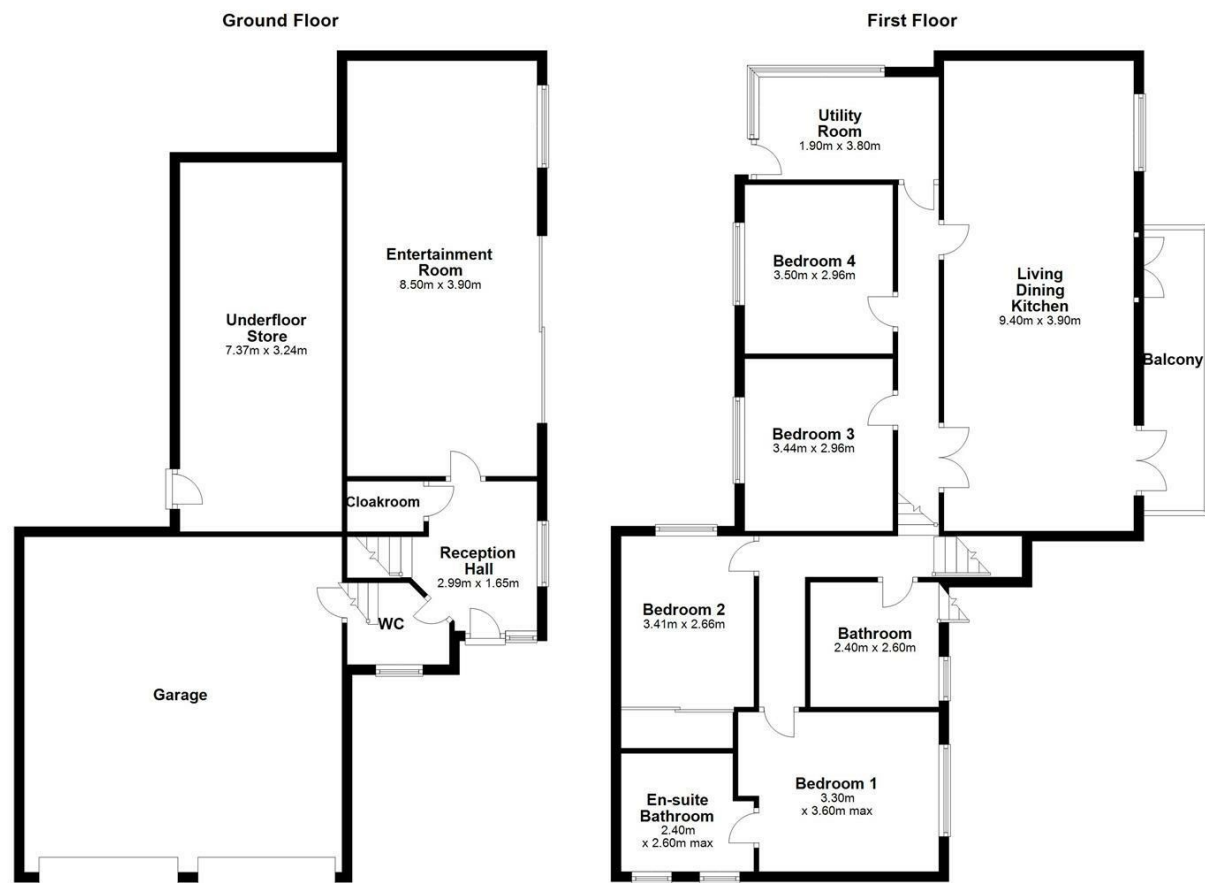 Ground Floor
Entertainment
Room
8.50m x 3.90m
Underfloor
Store
7.37m x 3.24m
Cloakroom
Reception
Hall
2.99m x 1.65m
WC
Garage
First Floor
Utility
Room
1.90m x 3.80m
Bedroom 4
3.50m x 2.96m
Living
Dining
Kitchen
9.40m x 3.90m
Balcony
Bedroom 3
3.44m x 2.96m
Bedroom 2
3.41m x 2.66m
Bathroom
2.40m x 2.60m
Bedroom 1
3.30m
x 3.60m max
En-suite
Bathroom
2.40m
x 2.60m max